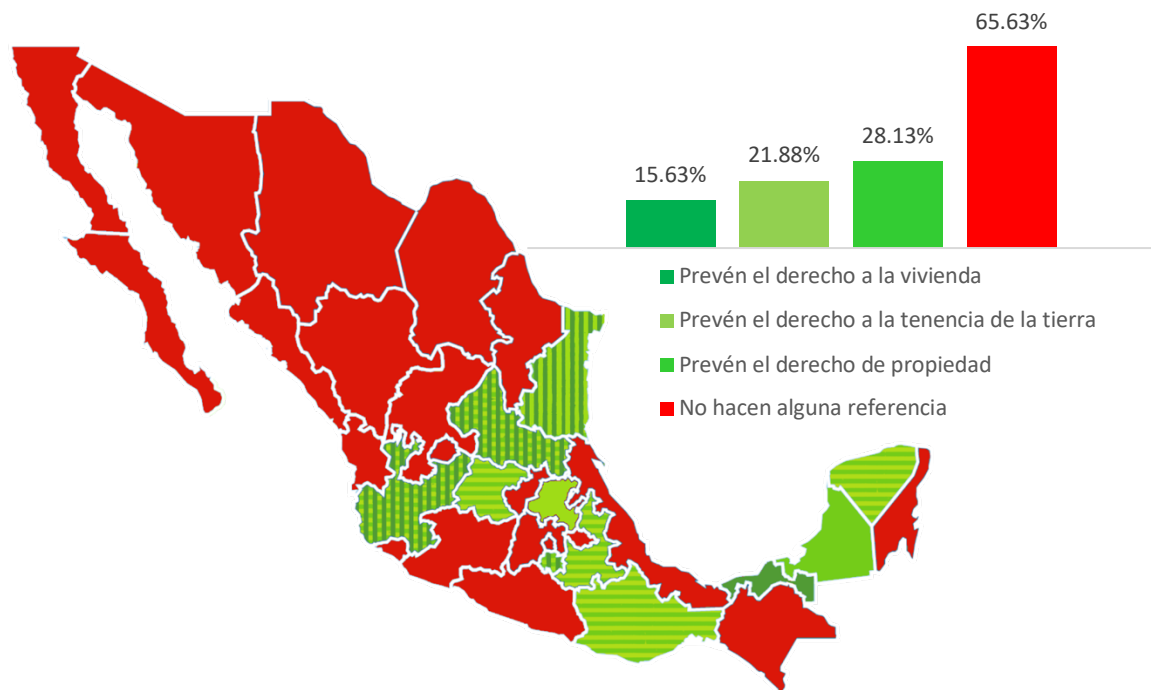 65.63%
28.13%
21.88%
15.63%
Prevén el derecho a la vivienda
Prevén el derecho a la tenencia de la tierra
Prevén el derecho de propiedad
No hacen alguna referencia